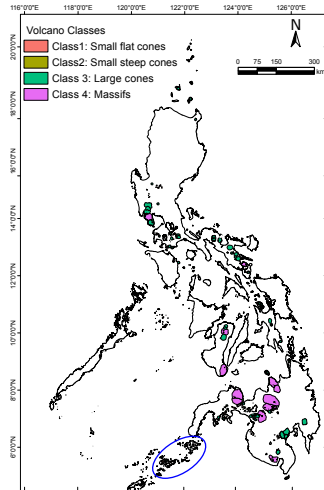 116°0'0"E 118°0'0"E 120°0'0"E 122°0'0"E 124°0'0"E 126°0'0"E
Volcano Classes
Class1: Small flat cones
Class2: Small steep cones
Class 3: Large cones
Class 4: Massifs
N
0 75 150 300
km
20°0'0"N
18°0'0"N
16°0'0"N
14°0'0"N
12°0'0"N
10°0'0"N
8°0'0"N
6°0'0"N